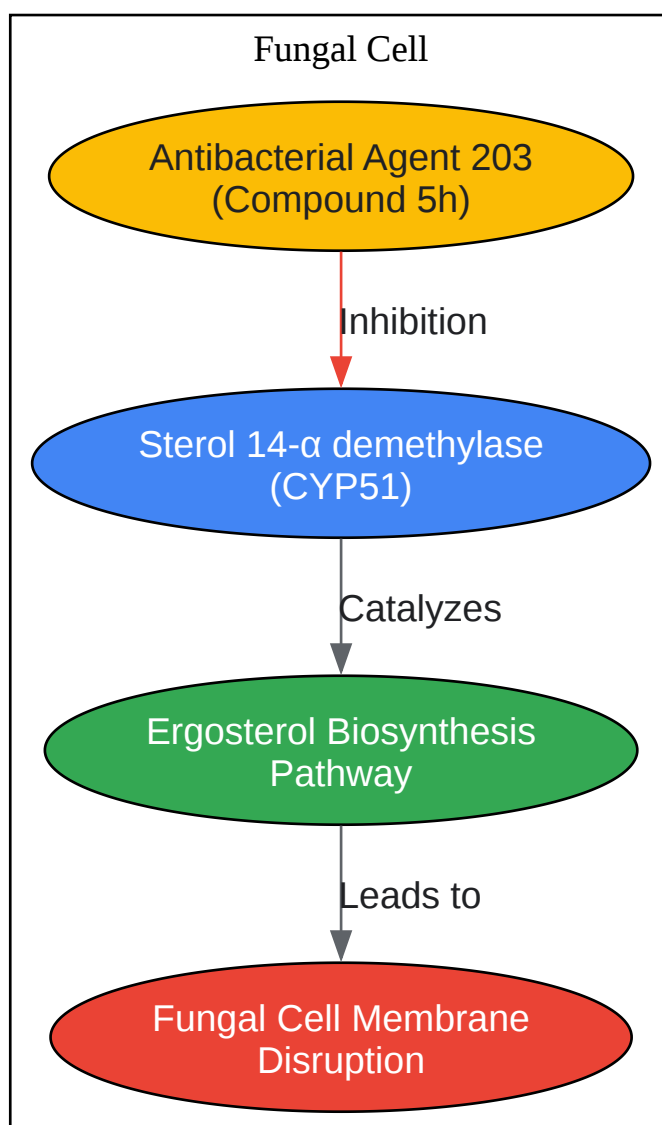 Fungal Cell
Antibacterial Agent 203
(Compound 5h)
Inhibition
Sterol 14-α demethylase
(CYP51)
Catalyzes
Ergosterol Biosynthesis
Pathway
Leads to
Fungal Cell Membrane
Disruption